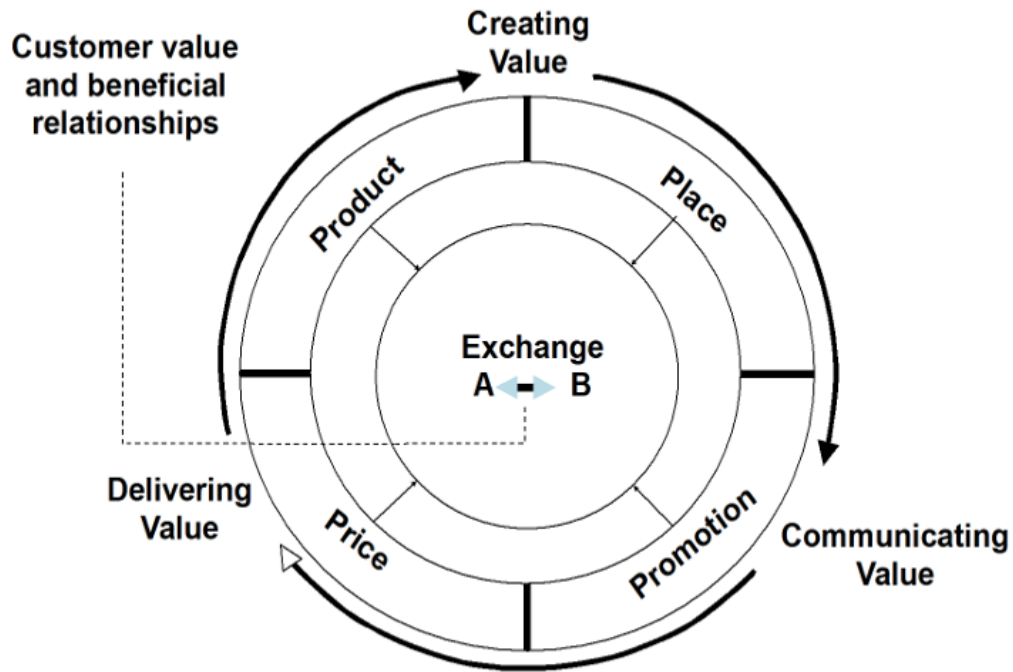 Creating
Value
Customer value
and beneficial
relationships
Product
Place
Exchange
A B
Delivering
Value
Price
Promotion
Communicating
Value